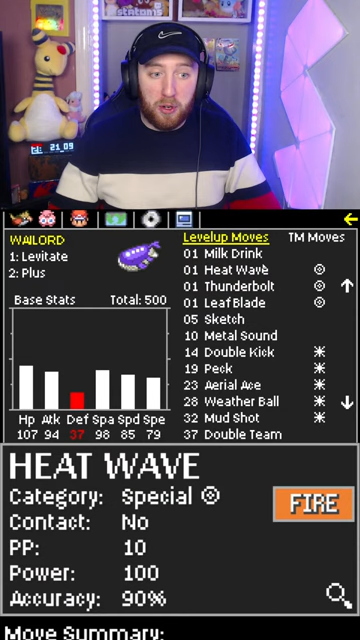 21 09
WAILORD
1: Levitate
2: Plus
Base Stats Total: 500
Hp Atk Def Spa Spd Spe
107 94 37 98 85 79
Levelup Moves TM Moves
01 Milk Drink
01 Heat Wave
01 Thunderbolt
01 Leaf Blade
05 Sketch
10 Metal Sound
14 Double Kick
19 Peck
23 Aerial Ace
28 Weather Ball
32 Mud Shot
37 Double Team
HEAT WAVE
Category: Special
FIRE
Contact: No
PP: 10
Power: 100
Accuracy: 90%
Move Summary: